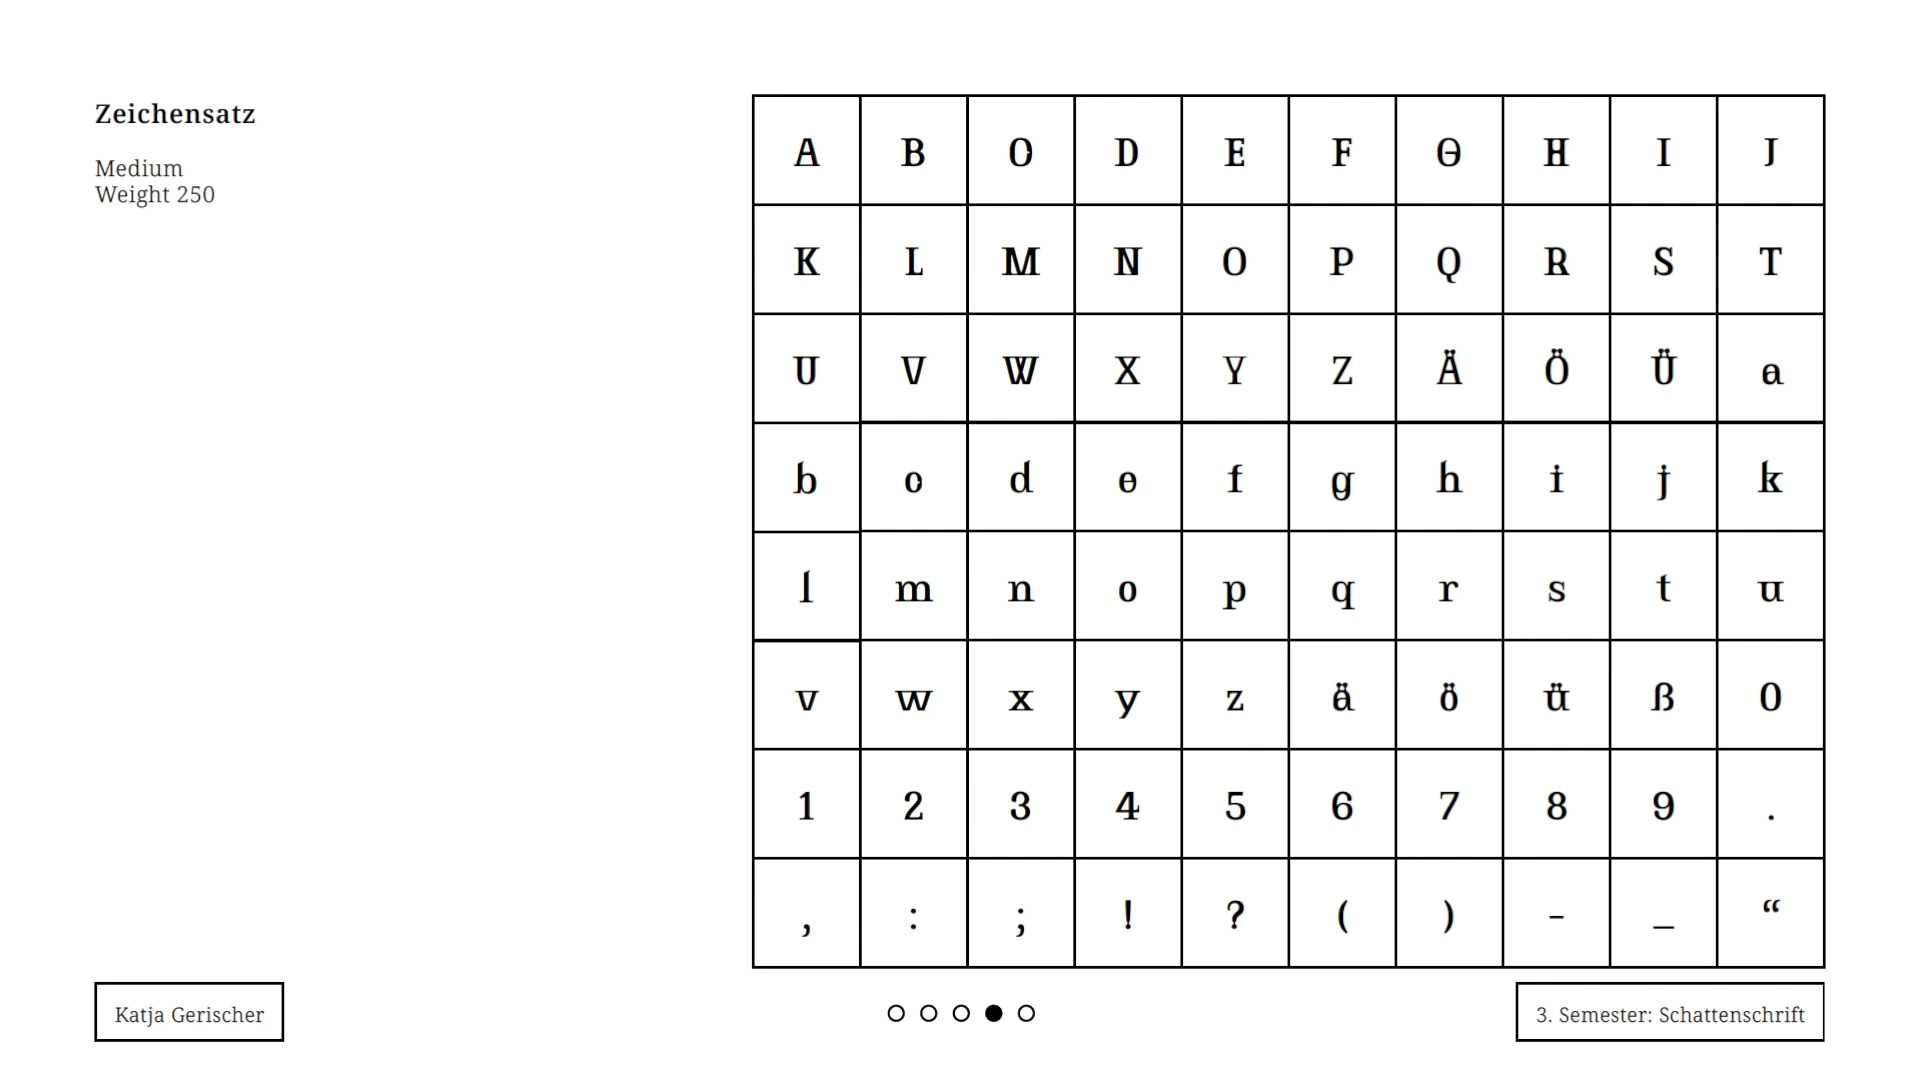 Zeichensatz
Medium
Weight 250
A B C D E F G H I J
K L M N O P Q R S T
U V W X Y Z Ä Ö Ü a
b c d e f g h i j k
l m n o p q r s t u
v w x y z ä ö ü ß 0
1 2 3 4 5 6 7 8 9 .
, : ; ! ? ( ) - _ “
Katja Gerischer
3. Semester: Schattenschrift